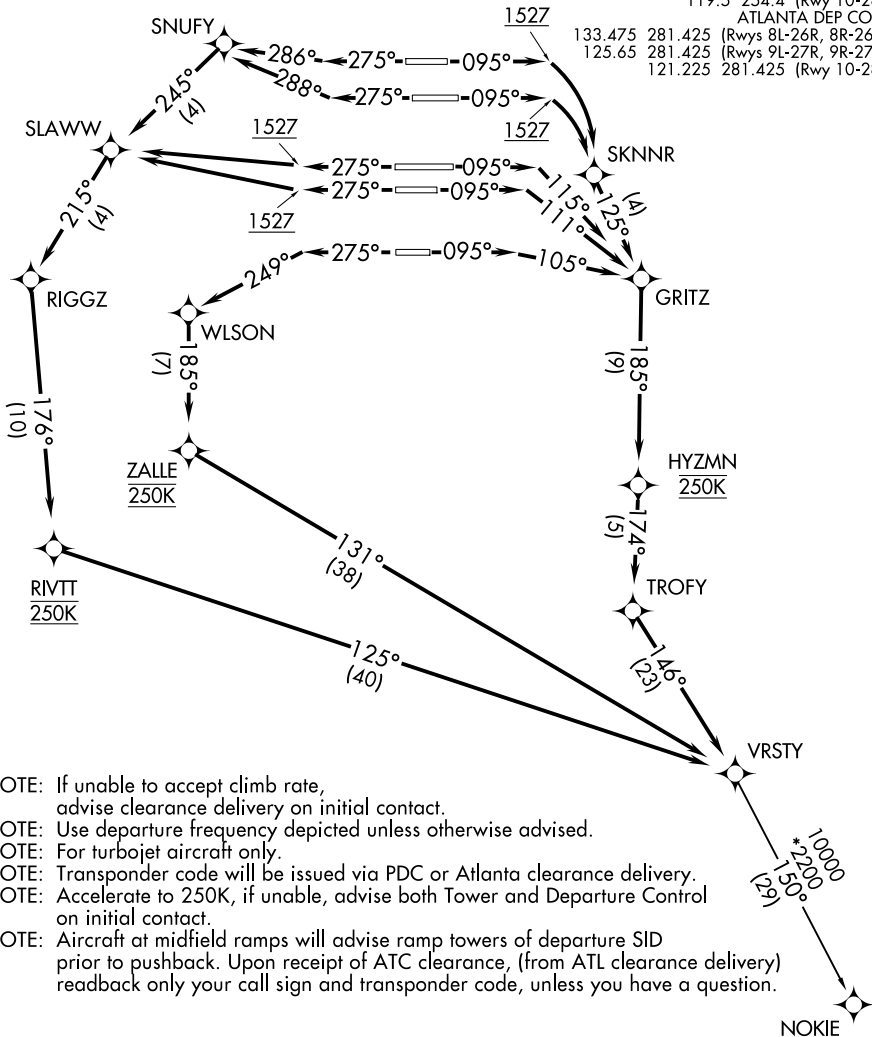 119.5 254.4 (Rwy 10-28
ATLANTA DEP CO
133.475 281.425 (Rwys 8L-26R, 8R-26
125.65 281.425 (Rwys 9L-27R, 9R-27
121.225 281.425 (Rwy 10-28
SNUFY
1527
286° 275° 095°
288° 275° 095°
245°
(4)
1527
SLAWW
1527
SKNNR
275° 095°
275° 095°
1527
115°
111°
125°
(4)
215°
(4)
249° 275° 095° 105°
RIGGZ
WLSON
GRITZ
185°
(7)
185°
(9)
176°
(10)
ZALLE
250K
HYZMN
250K
174°
(5)
131°
(38)
RIVTT
250K
TROFY
125°
(40)
146°
(23)
VRSTY
10000
*2200
150°
(29)
NOKIE
OTE: If unable to accept climb rate,
advise clearance delivery on initial contact.
OTE: Use departure frequency depicted unless otherwise advised.
OTE: For turbojet aircraft only.
OTE: Transponder code will be issued via PDC or Atlanta clearance delivery.
OTE: Accelerate to 250K, if unable, advise both Tower and Departure Control
on initial contact.
OTE: Aircraft at midfield ramps will advise ramp towers of departure SID
prior to pushback. Upon receipt of ATC clearance, (from ATL clearance delivery)
readback only your call sign and transponder code, unless you have a question.